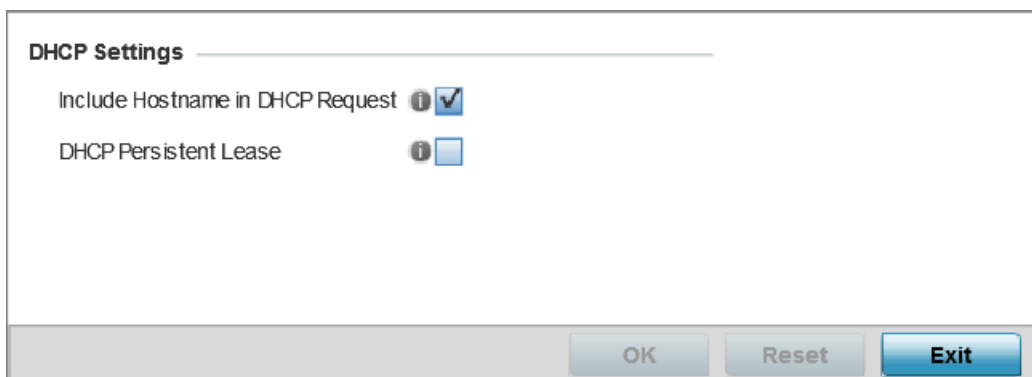 DHCP Settings
Include Hostname in DHCP Request
DHCP Persistent Lease
OK Reset Exit